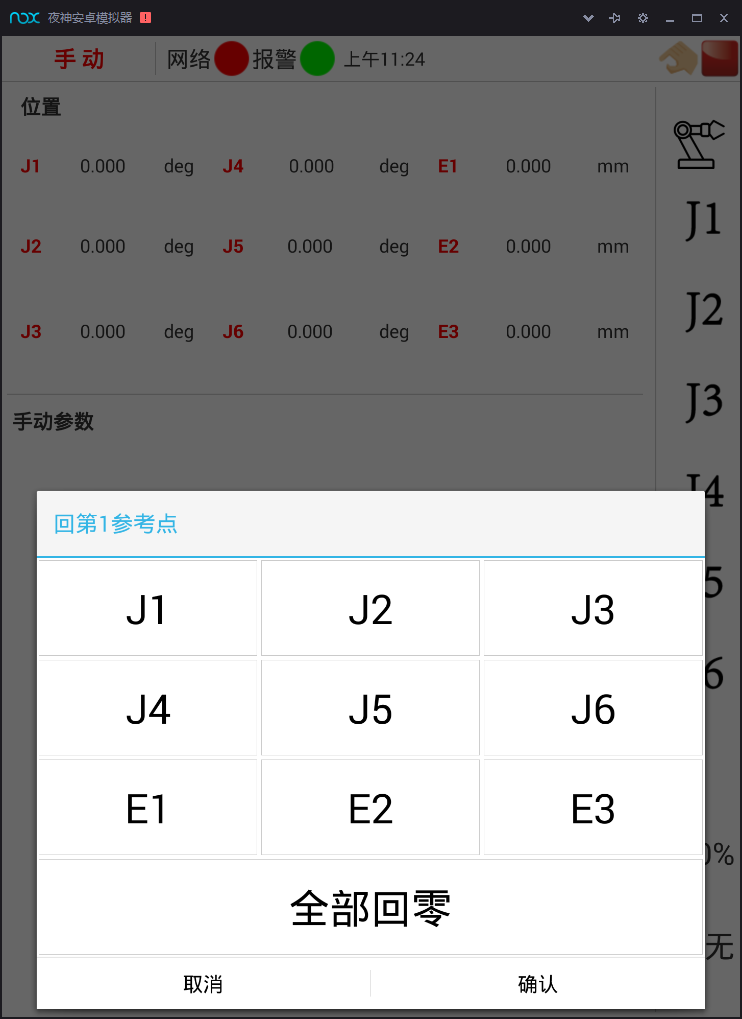 nox 夜神安卓模拟器
手动 网络 报警 上午11:24
位置
J1 0.000 deg J4 0.000 deg E1 0.000 mm
J1
J2 0.000 deg J5 0.000 deg E2 0.000 mm
J2
J3 0.000 deg J6 0.000 deg E3 0.000 mm
J3
手动参数
J4
回第1参考点
5
J1 J2 J3
6
J4 J5 J6
E1 E2 E3
0%
全部回零
无
取消 确认